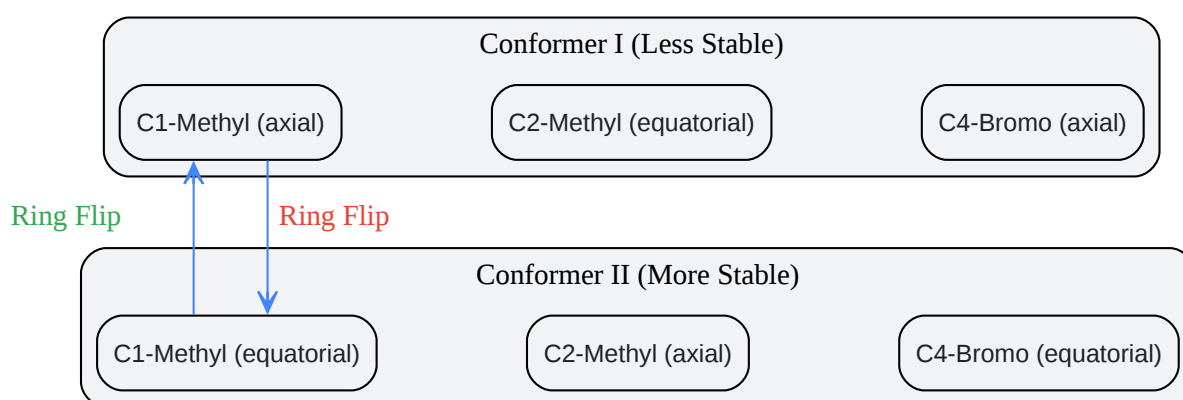 Conformer I (Less Stable)
C1-Methyl (axial)
C2-Methyl (equatorial)
C4-Bromo (axial)
Ring Flip
Ring Flip
Conformer II (More Stable)
C1-Methyl (equatorial)
C2-Methyl (axial)
C4-Bromo (equatorial)